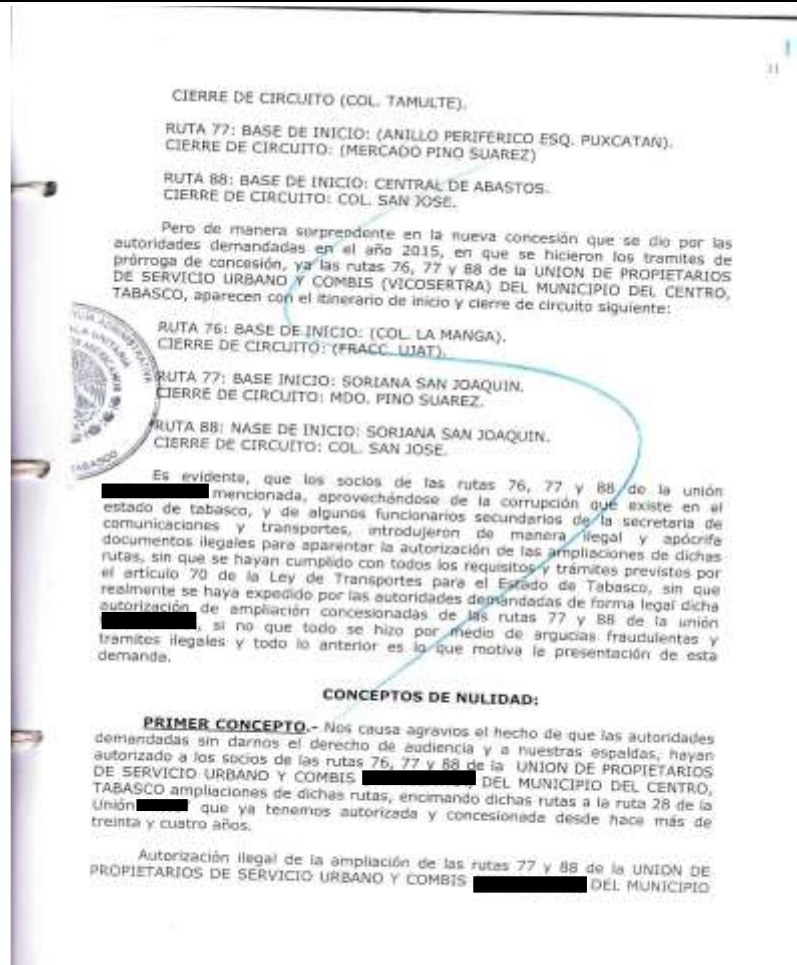 11
CIERRE DE CIRCUITO (COL. TAMULTE).
RUTA 77: BASE DE INICIO: (ANILLO PERIFERICO ESQ. PUXCATAN).
CIERRE DE CIRCUITO: (MERCADO PINO SUAREZ)
RUTA 88: BASE DE INICIO: CENTRAL DE ABASTOS.
CIERRE DE CIRCUITO: COL. SAN JOSE.
Pero de manera sorprendente en la nueva concesión que se dio por las
autoridades demandadas en el año 2015, en que se hicieron los tramites de
prórroga de concesión, ya las rutas 76, 77 y 88 de la UNION DE PROPIETARIOS
DE SERVICIO URBANO Y COMBIS (VICOSERTRA) DEL MUNICIPIO DEL CENTRO,
TABASCO, aparecen con el itinerario de inicio y cierre de circuito siguiente:
RUTA 76: BASE DE INICIO: (COL. LA MANGA).
CIERRE DE CIRCUITO: (FRACC. UJAT).
RUTA 77: BASE INICIO: SORIANA SAN JOAQUIN.
CIERRE DE CIRCUITO: MDO. PINO SUAREZ.
RUTA 88: NASE DE INICIO: SORIANA SAN JOAQUIN.
CIERRE DE CIRCUITO: COL. SAN JOSE.
TABASCO
Es evidente, que los socios de las rutas 76, 77 y 88 de la unión
mencionada, aprovechándose de la corrupción que existe en el
estado de tabasco, y de algunos funcionarios secundarios de la secretaria de
comunicaciones y transportes, introdujeron de manera ilegal y apócrifa
documentos ilegales para aparentar la autorización de las ampliaciones de dichas
rutas, sin que se hayan cumplido con todos los requisitos y trámites previstos por
el artículo 70 de la Ley de Transportes para el Estado de Tabasco, sin que
realmente se haya expedido por las autoridades demandadas de forma legal dicha
autorización de ampliación concesionadas de las rutas 77 y 88 de la unión
, si no que todo se hizo por medio de argucias fraudulentas y
tramites ilegales y todo lo anterior es lo que motiva le presentación de esta
demanda.
CONCEPTOS DE NULIDAD:
PRIMER CONCEPTO.- Nos causa agravios el hecho de que las autoridades
demandadas sin darnos el derecho de audiencia y a nuestras espaldas, hayan
autorizado a los socios de las rutas 76, 77 y 88 de la UNION DE PROPIETARIOS
DE SERVICIO URBANO Y COMBIS DEL MUNICIPIO DEL CENTRO,
TABASCO ampliaciones de dichas rutas, encimando dichas rutas a la ruta 28 de la
Unión que ya tenemos autorizada y concesionada desde hace más de
treinta y cuatro años.
Autorización ilegal de la ampliación de las rutas 77 y 88 de la UNION DE
PROPIETARIOS DE SERVICIO URBANO Y COMBIS DEL MUNICIPIO